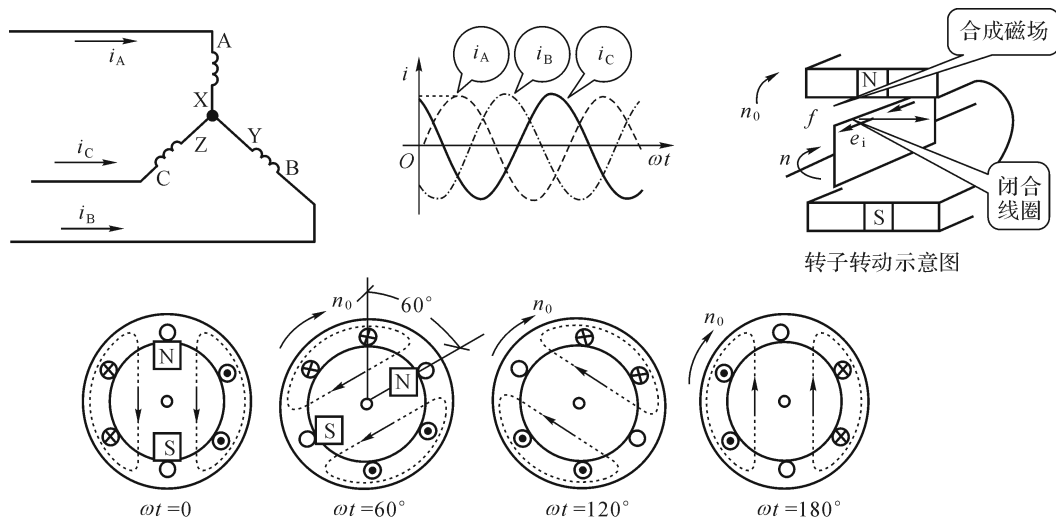 A
i_A
X
Z
Y
i_C
C
B
i_B
i
i_A
i_B
i_C
O
ωt
合成磁场
N
n_0
f
e_i
n
闭合
线圈
S
转子转动示意图
N
S
ωt=0
n_0
60°
N
S
ωt=60°
n_0
ωt=120°
n_0
ωt=180°